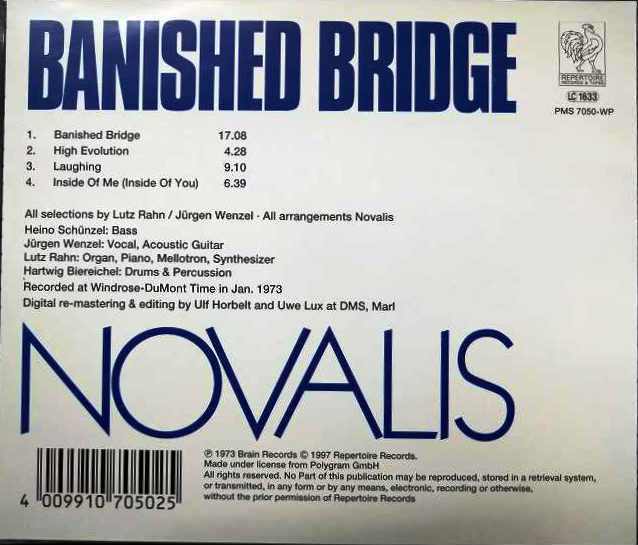 BANISHED BRIDGE
REPERTOIRE
RECORDS & TAPES
LC 1633
PMS 7050-WP
1. Banished Bridge 17.08
2. High Evolution 4.28
3. Laughing 9.10
4. Inside Of Me (Inside Of You) 6.39
All selections by Lutz Rahn / Jürgen Wenzel · All arrangements Novalis
Heino Schünzel: Bass
Jürgen Wenzel: Vocal, Acoustic Guitar
Lutz Rahn: Organ, Piano, Mellotron, Synthesizer
Hartwig Biereichel: Drums & Percussion
Recorded at Windrose-DuMont Time in Jan. 1973
Digital re-mastering & editing by Ulf Horbelt and Uwe Lux at DMS, Marl
NOVALIS
℗ 1973 Brain Records © 1997 Repertoire Records.
Made under license from Polygram GmbH
All rights reserved. No Part of this publication may be reproduced, stored in a retrieval system,
or transmitted, in any form or by any means, electronic, recording or otherwise,
without the prior permission of Repertoire Records
4 009910 705025